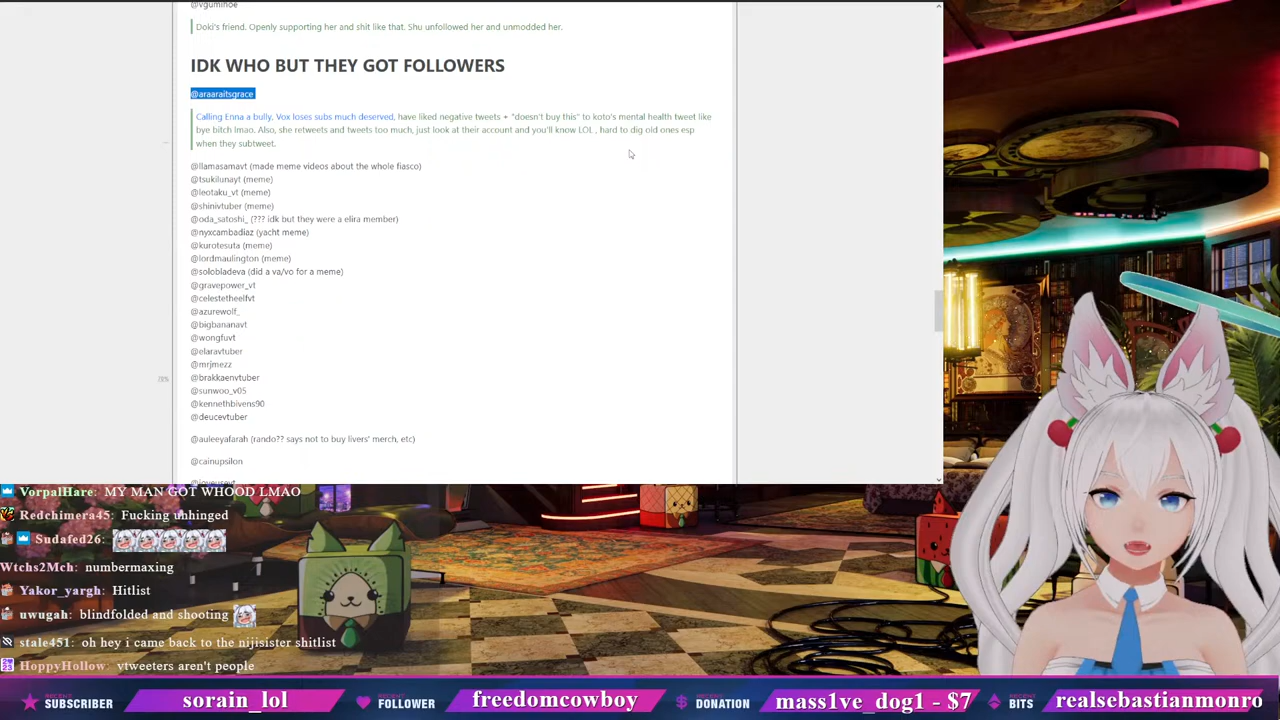 @vgumihoe
Doki's friend. Openly supporting her and shit like that. Shu unfollowed her and unmodded her.
IDK WHO BUT THEY GOT FOLLOWERS
@araaraitsgrace
Calling Enna a bully, Vox loses subs much deserved, have liked negative tweets + "doesn't buy this" to koto's mental health tweet like
bye bitch lmao. Also, she retweets and tweets too much, just look at their account and you'll know LOL , hard to dig old ones esp
when they subtweet.
@llamasamavt (made meme videos about the whole fiasco)
@tsukilunayt (meme)
@leotaku_vt (meme)
@shinivtuber (meme)
@oda_satoshi_ (??? idk but they were a elira member)
@nyxcambadiaz (yacht meme)
@kurotesuta (meme)
@lordmaulington (meme)
@solobladeva (did a va/vo for a meme)
@gravepower_vt
@celestetheelfvt
@azurewolf_
@bigbananavt
@wongfuvt
@elaravtuber
@mrjmezz
@brakkaenvtuber
@sunwoo_v05
@kennethbivens90
@deucevtuber
@auleeyafarah (rando?? says not to buy livers' merch, etc)
@cainupsilon
VorpalHare: MY MAN GOT WHOOD LMAO
Redchimera45: Fucking unhinged
Sudafed26:
Wtchs2Mch: numbermaxing
Yakor_yargh: Hitlist
uwugah: blindfolded and shooting
stale451: oh hey i came back to the nijisister shitlist
HoppyHollow: vtweeters aren't people
RECENT SUBSCRIBER sorain_lol RECENT FOLLOWER freedomcowboy RECENT DONATION mass1ve_dog1 - $7 RECENT BITS realsebastianmonro